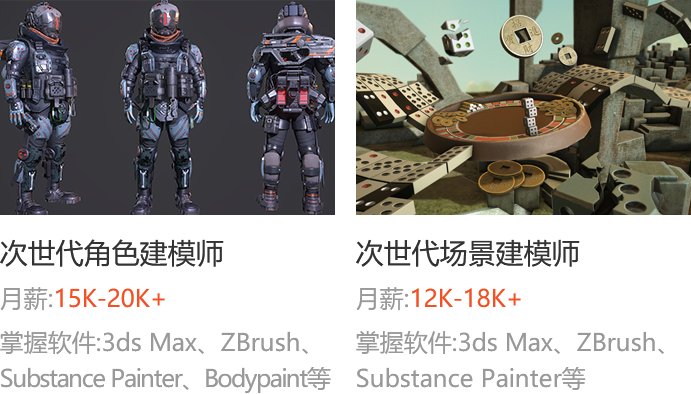 次世代角色建模师
月薪:15K-20K+
掌握软件:3ds Max、ZBrush、
Substance Painter、Bodypaint等
次世代场景建模师
月薪:12K-18K+
掌握软件:3ds Max、ZBrush、
Substance Painter等